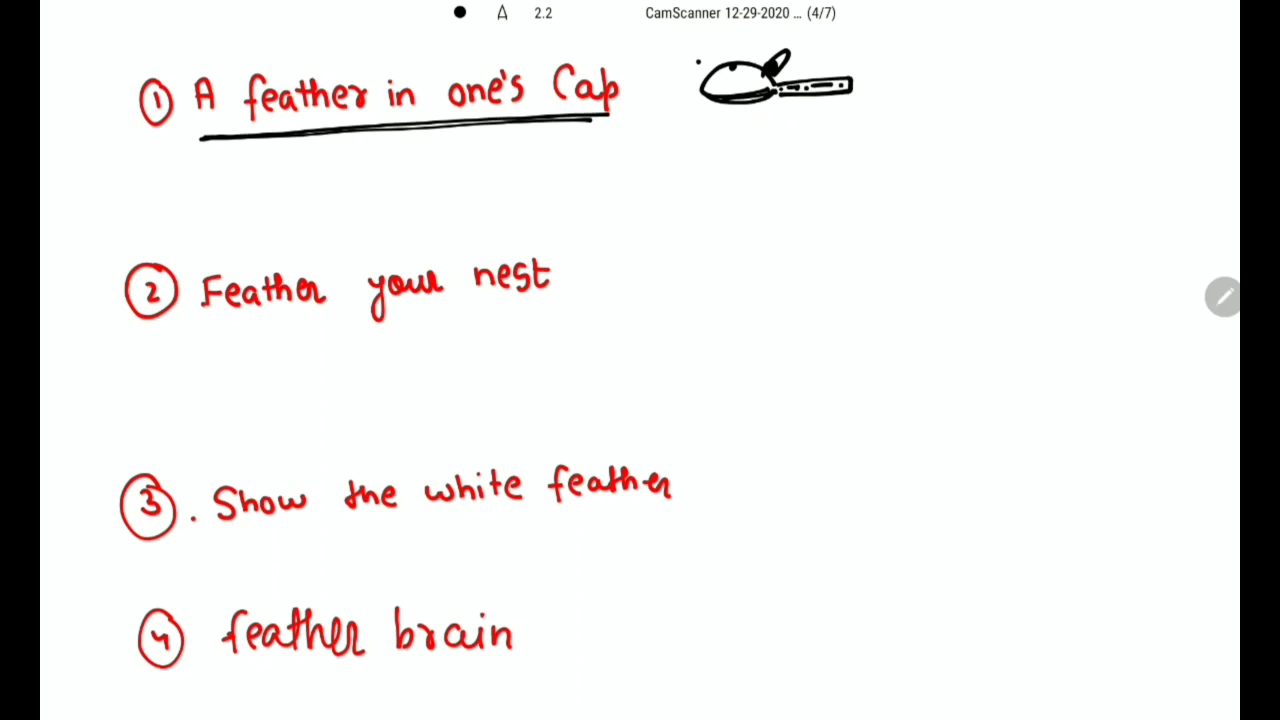 A 2.2 CamScanner 12-29-2020 ... (4/7)
1 A feather in one's Cap
2 Feather your nest
3. Show the white feather
4 feather brain